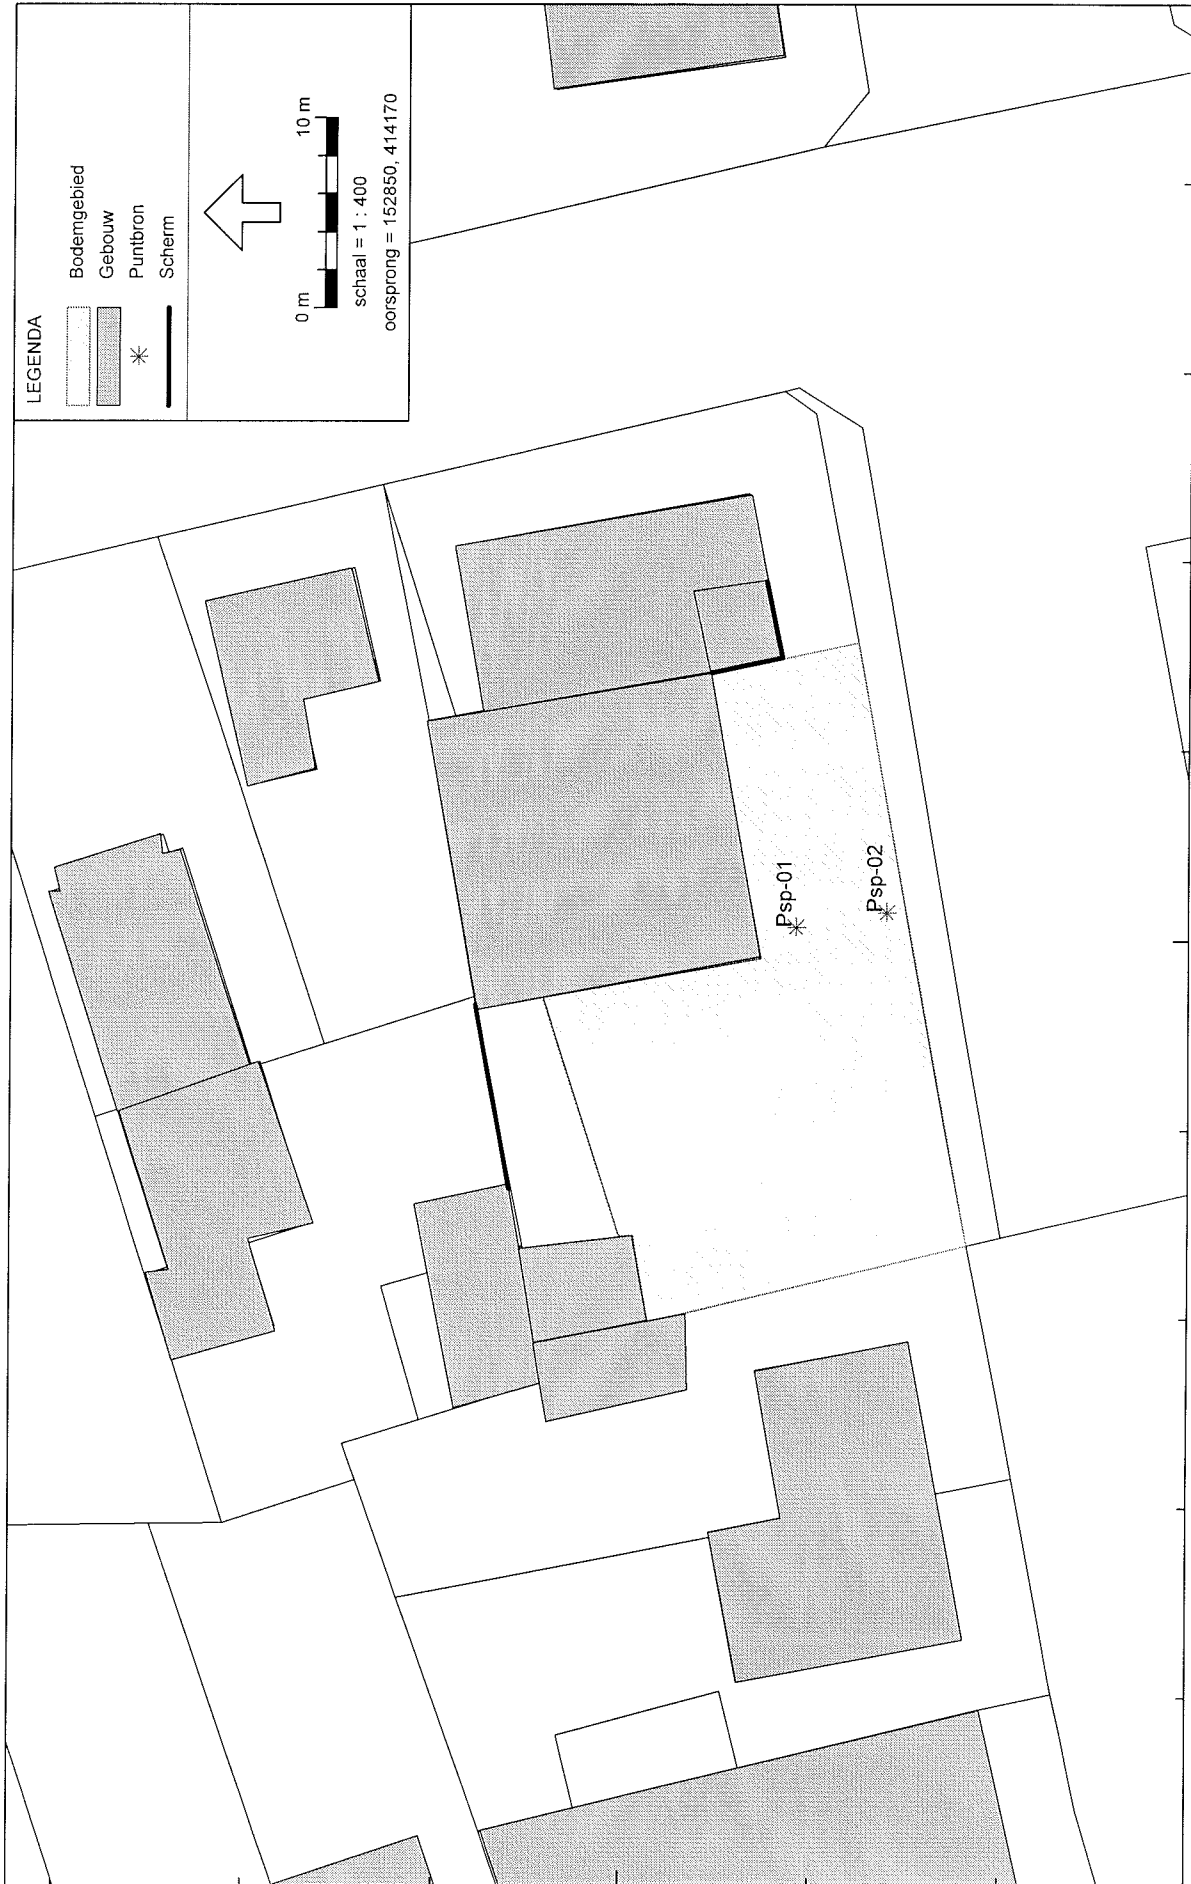 LEGENDA
Bodemgebied
Gebouw
Puntbron
Scherm
0 m 10 m
schaal = 1 : 400
oorsprong = 152850, 414170
Psp-01
Psp-02